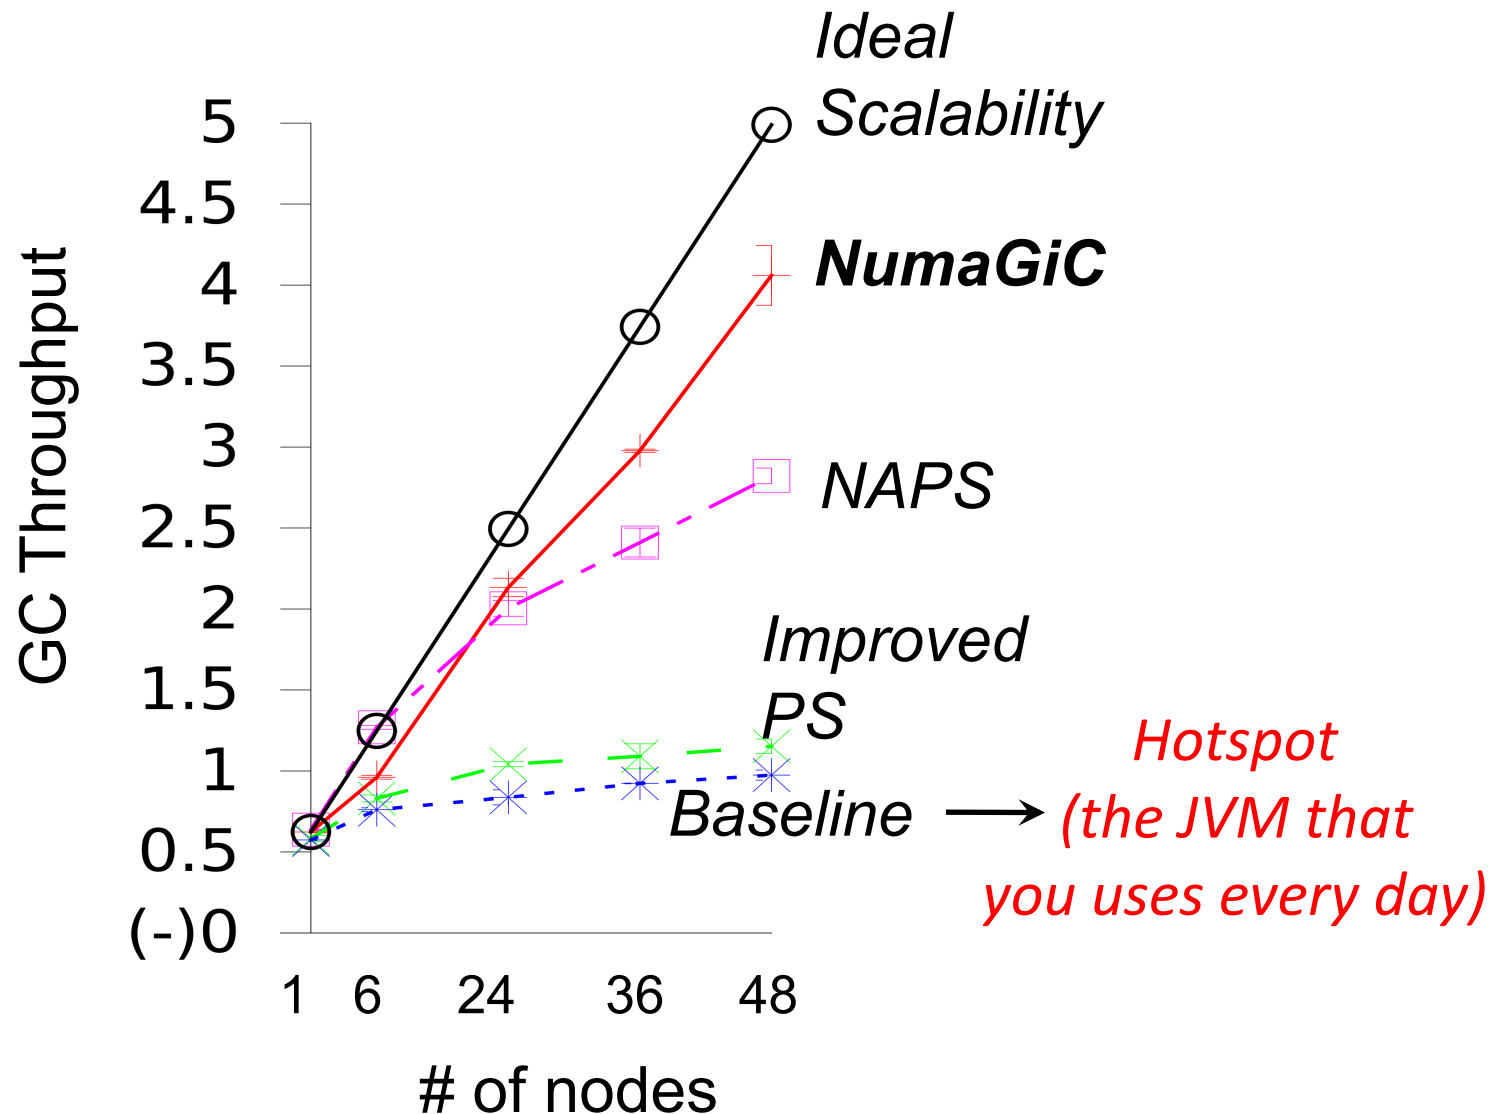 Ideal
Scalability
5
4.5
4
3.5
3
2.5
2
1.5
1
0.5
(-)0
GC Throughput
NumaGiC
NAPS
Improved
PS
Baseline
Hotspot
(the JVM that
you uses every day)
1 6 24 36 48
# of nodes